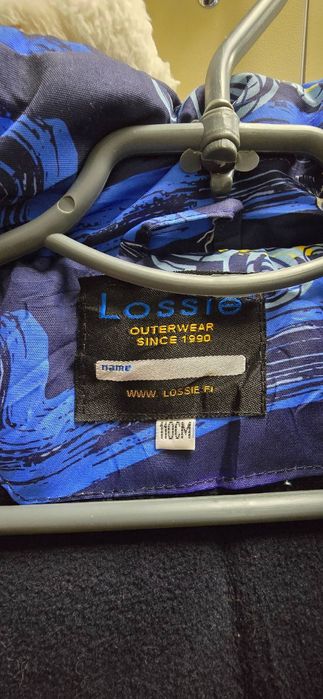 Lossie
OUTERWEAR
SINCE 1990
name
WWW. LOSSIE.Fi
110CM